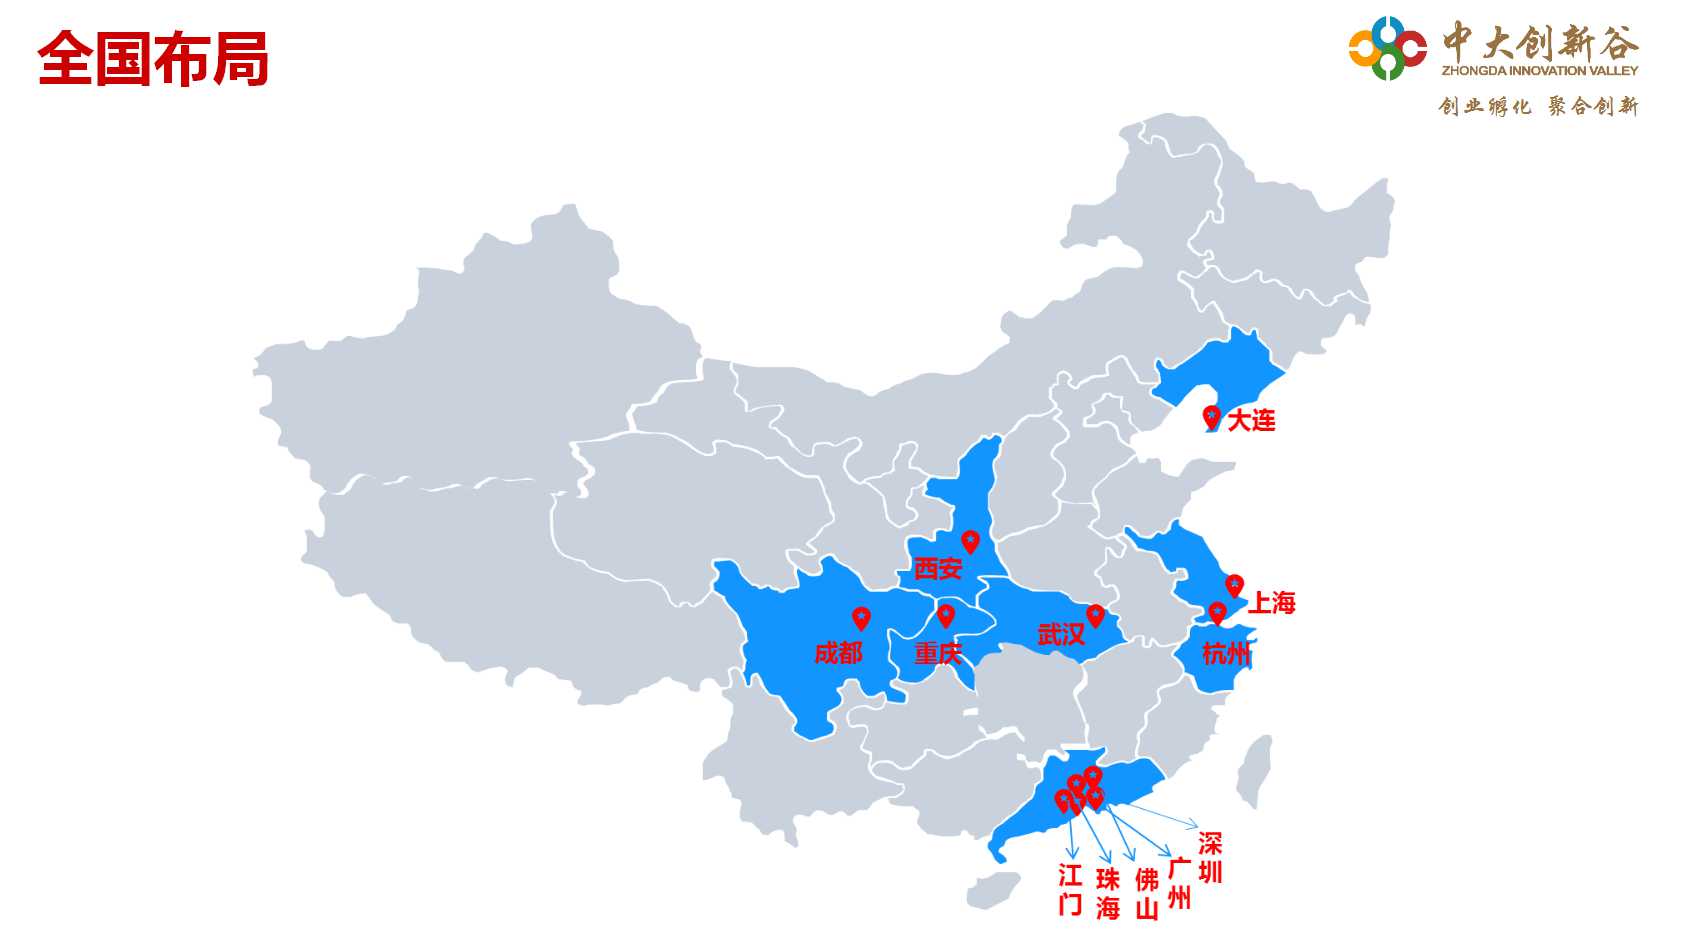 全国布局
中大创新谷
ZHONGDA INNOVATION VALLEY
创业孵化 聚合创新
大连
西安
上海
成都
重庆
武汉
杭州
江门
珠海
佛山
广州
深圳